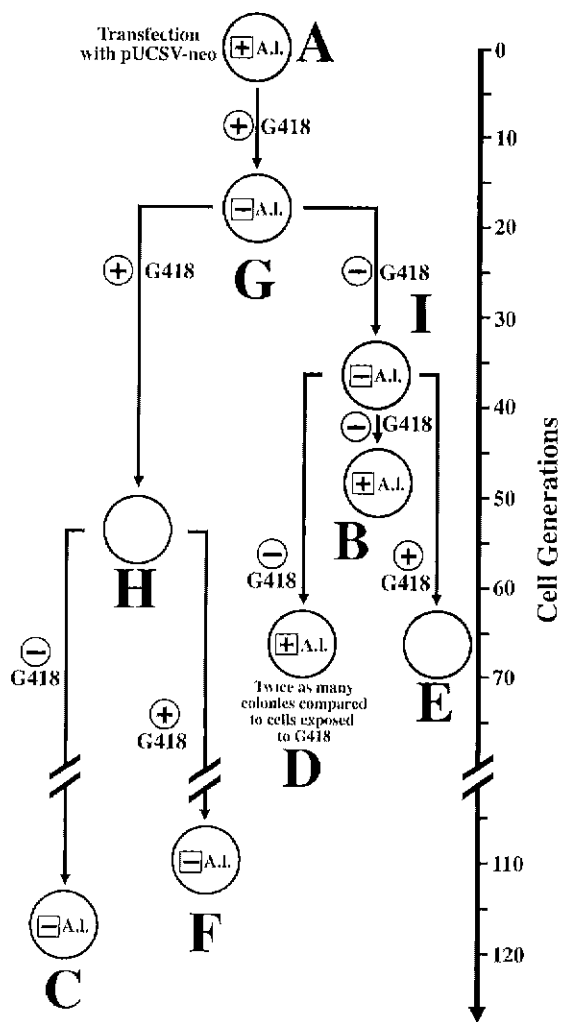 Transfection
with pUCSV-neo
+ A.I.
A
0
+ G418
10
- A.I.
20
G
+ G418
- G418
I
30
- A.I.
40
- G418
+ A.I.
50
B
H
- G418
+ G418
60
Cell Generations
+ A.I.
- G418
70
E
Twice as many
colonies compared
to cells exposed
to G418
D
+ G418
- A.I.
110
F
- A.I.
120
C